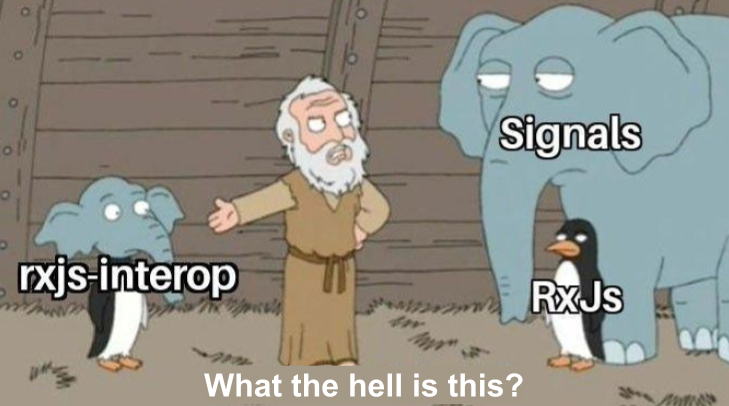 Signals
rxjs-interop
RxJs
What the hell is this?